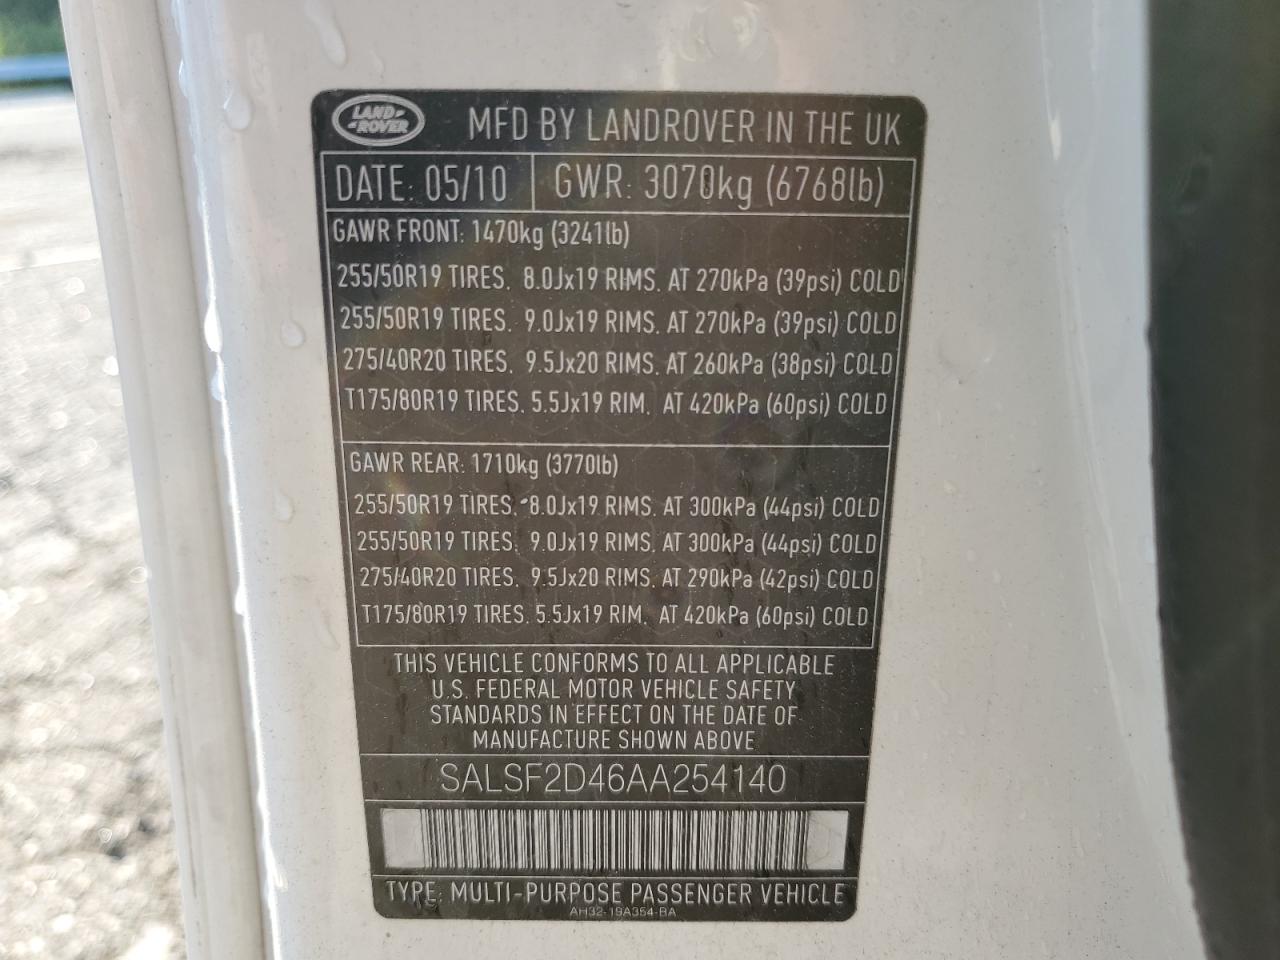 LAND-
-ROVER
MFD BY LANDROVER IN THE UK
DATE: 05/10 GWR: 3070kg (6768lb)
GAWR FRONT: 1470kg (3241lb)
255/50R19 TIRES. 8.0Jx19 RIMS. AT 270kPa (39psi) COLD
255/50R19 TIRES. 9.0Jx19 RIMS. AT 270kPa (39psi) COLD
275/40R20 TIRES. 9.5Jx20 RIMS. AT 260kPa (38psi) COLD
T175/80R19 TIRES. 5.5Jx19 RIM. AT 420kPa (60psi) COLD
GAWR REAR: 1710kg (3770lb)
255/50R19 TIRES. 8.0Jx19 RIMS. AT 300kPa (44psi) COLD
255/50R19 TIRES. 9.0Jx19 RIMS. AT 300kPa (44psi) COLD
275/40R20 TIRES. 9.5Jx20 RIMS. AT 290kPa (42psi) COLD
T175/80R19 TIRES. 5.5Jx19 RIM. AT 420kPa (60psi) COLD
THIS VEHICLE CONFORMS TO ALL APPLICABLE
U.S. FEDERAL MOTOR VEHICLE SAFETY
STANDARDS IN EFFECT ON THE DATE OF
MANUFACTURE SHOWN ABOVE
SALSF2D46AA254140
TYPE: MULTI-PURPOSE PASSENGER VEHICLE
AH32-19A354-BA